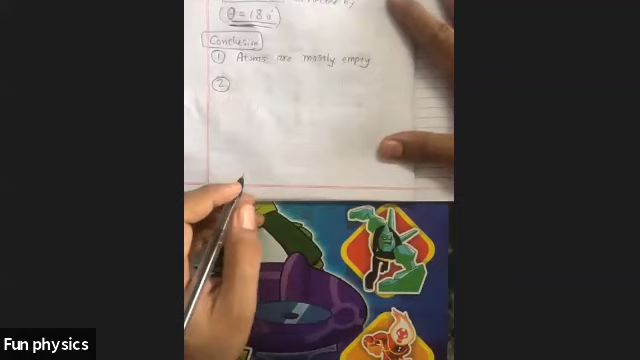 θ = 180°
Conclusion
① Atoms are mostly empty
②
Fun physics